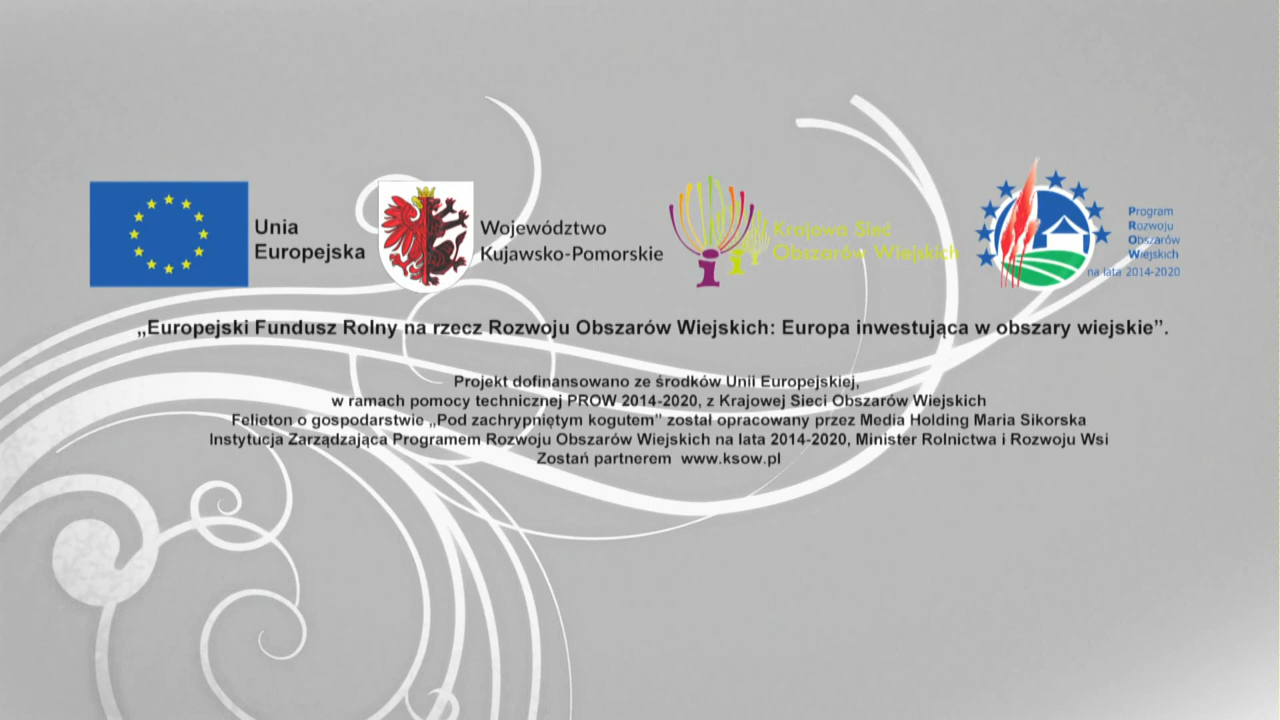 Unia
Europejska
Województwo
Kujawsko-Pomorskie
Krajowa Sieć
Obszarów Wiejskich
Program
Rozwoju
Obszarów
Wiejskich
na lata 2014-2020
„Europejski Fundusz Rolny na rzecz Rozwoju Obszarów Wiejskich: Europa inwestująca w obszary wiejskie”.
Projekt dofinansowano ze środków Unii Europejskiej,
w ramach pomocy technicznej PROW 2014-2020, z Krajowej Sieci Obszarów Wiejskich
Felieton o gospodarstwie „Pod zachrypniętym kogutem” został opracowany przez Media Holding Maria Sikorska
Instytucja Zarządzająca Programem Rozwoju Obszarów Wiejskich na lata 2014-2020, Minister Rolnictwa i Rozwoju Wsi
Zostań partnerem www.ksow.pl